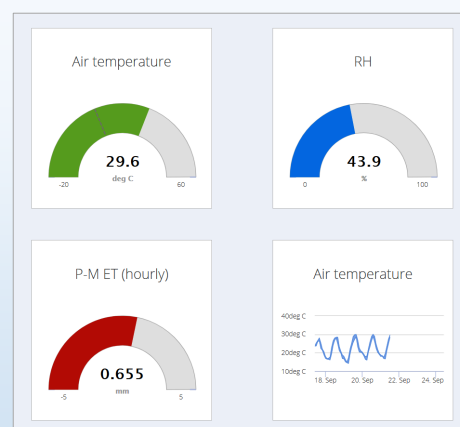 Air temperature
29.6
deg C
-20
60
RH
43.9
%
0
100
P-M ET (hourly)
0.655
mm
-5
5
Air temperature
40deg C
30deg C
20deg C
10deg C
18. Sep 20. Sep 22. Sep 24. Sep